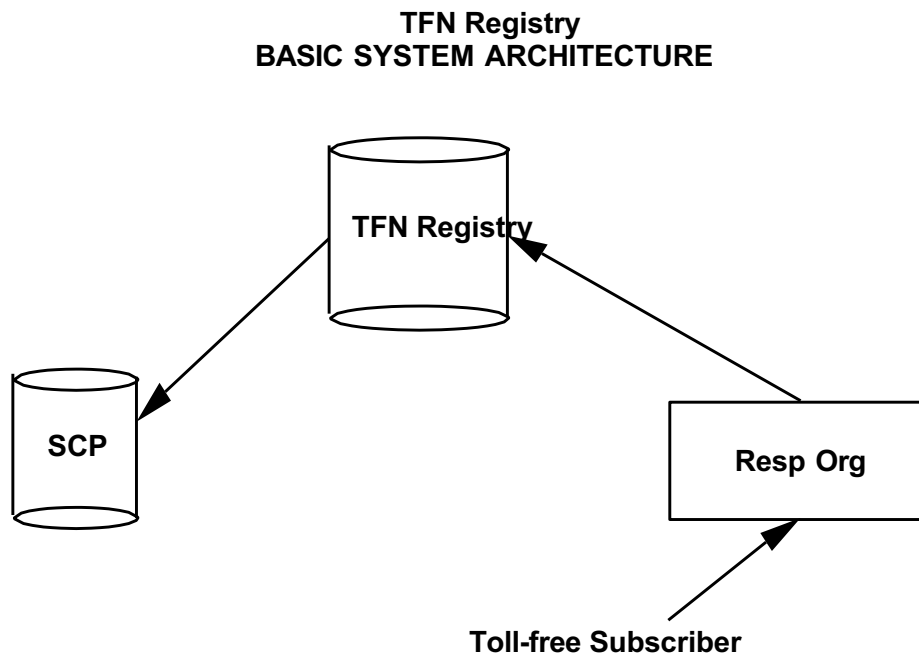 TFN Registry
BASIC SYSTEM ARCHITECTURE
TFN Registry
SCP
Resp Org
Toll-free Subscriber